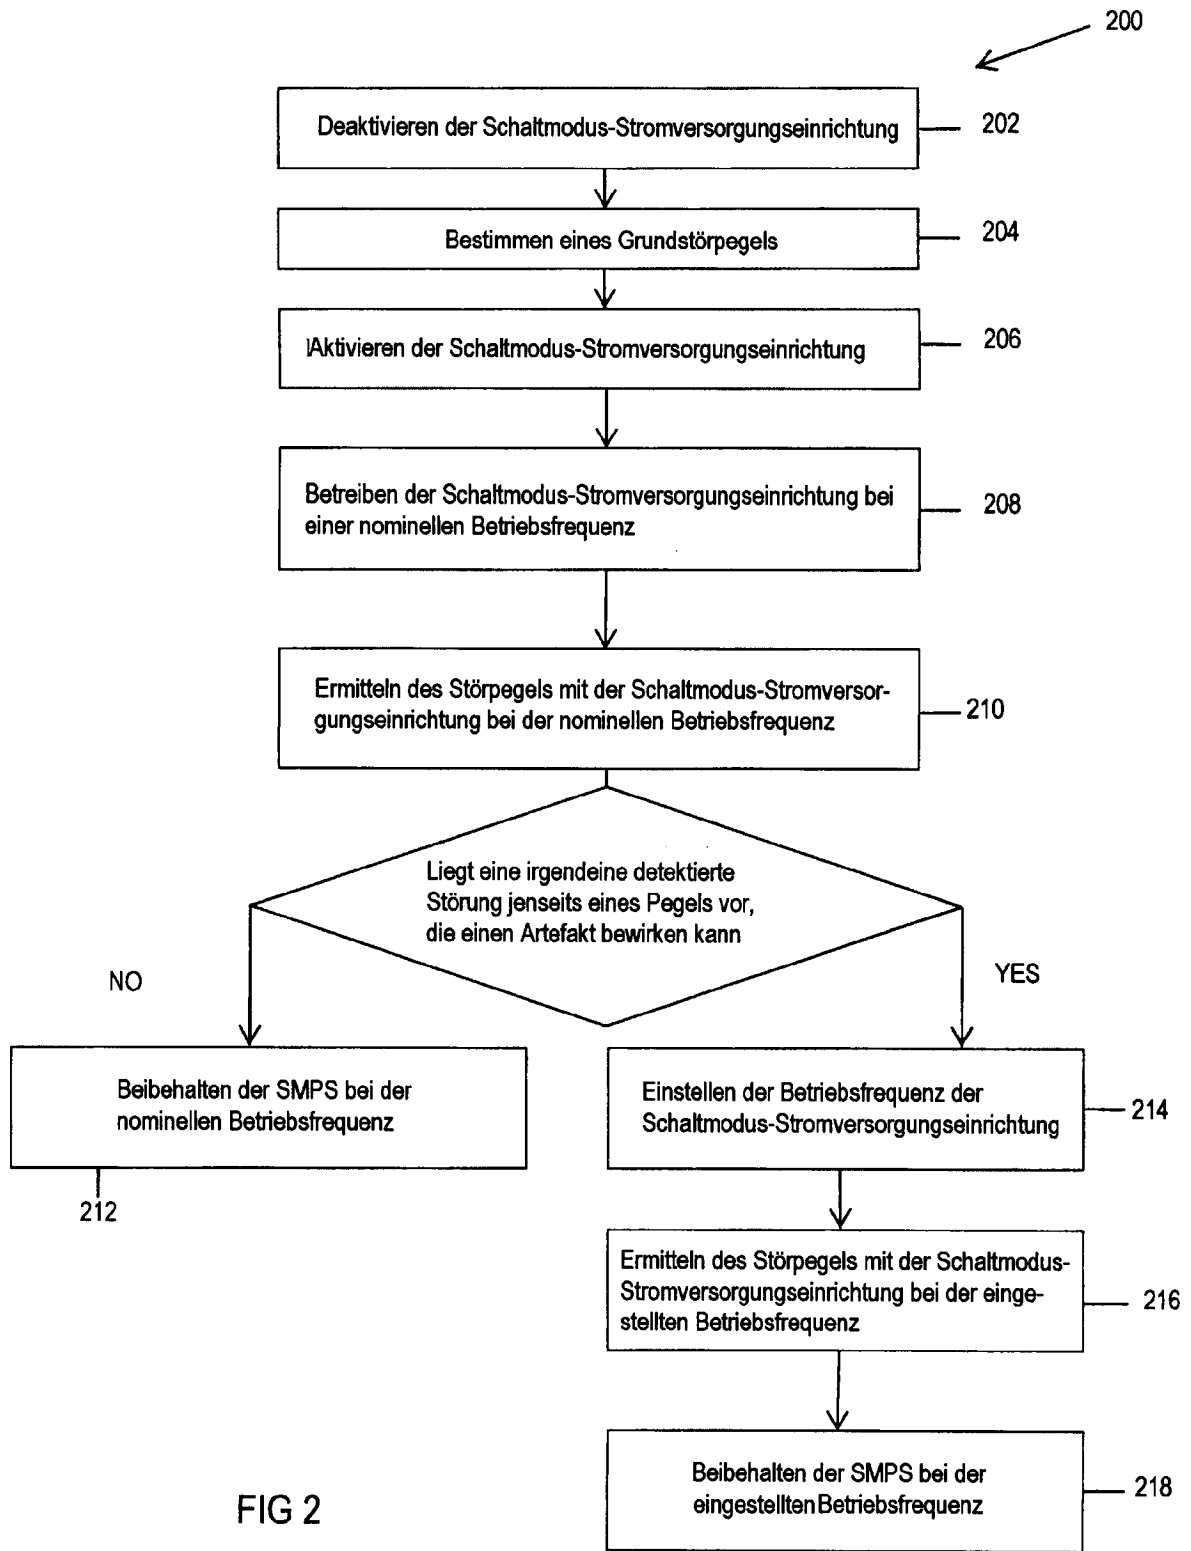 200
Deaktivieren der Schaltmodus-Stromversorgungseinrichtung
202
Bestimmen eines Grundstörpegels
204
IAktivieren der Schaltmodus-Stromversorgungseinrichtung
206
Betreiben der Schaltmodus-Stromversorgungseinrichtung bei
einer nominellen Betriebsfrequenz
208
Ermitteln des Störpegels mit der Schaltmodus-Stromversor-
gungseinrichtung bei der nominellen Betriebsfrequenz
210
Liegt eine irgendeine detektierte
Störung jenseits eines Pegels vor,
die einen Artefakt bewirken kann
NO
YES
Beibehalten der SMPS bei der
nominellen Betriebsfrequenz
212
Einstellen der Betriebsfrequenz der
Schaltmodus-Stromversorgungseinrichtung
214
Ermitteln des Störpegels mit der Schaltmodus-
Stromversorgungseinrichtung bei der einge-
stellten Betriebsfrequenz
216
Beibehalten der SMPS bei der
eingestellten Betriebsfrequenz
218
FIG 2